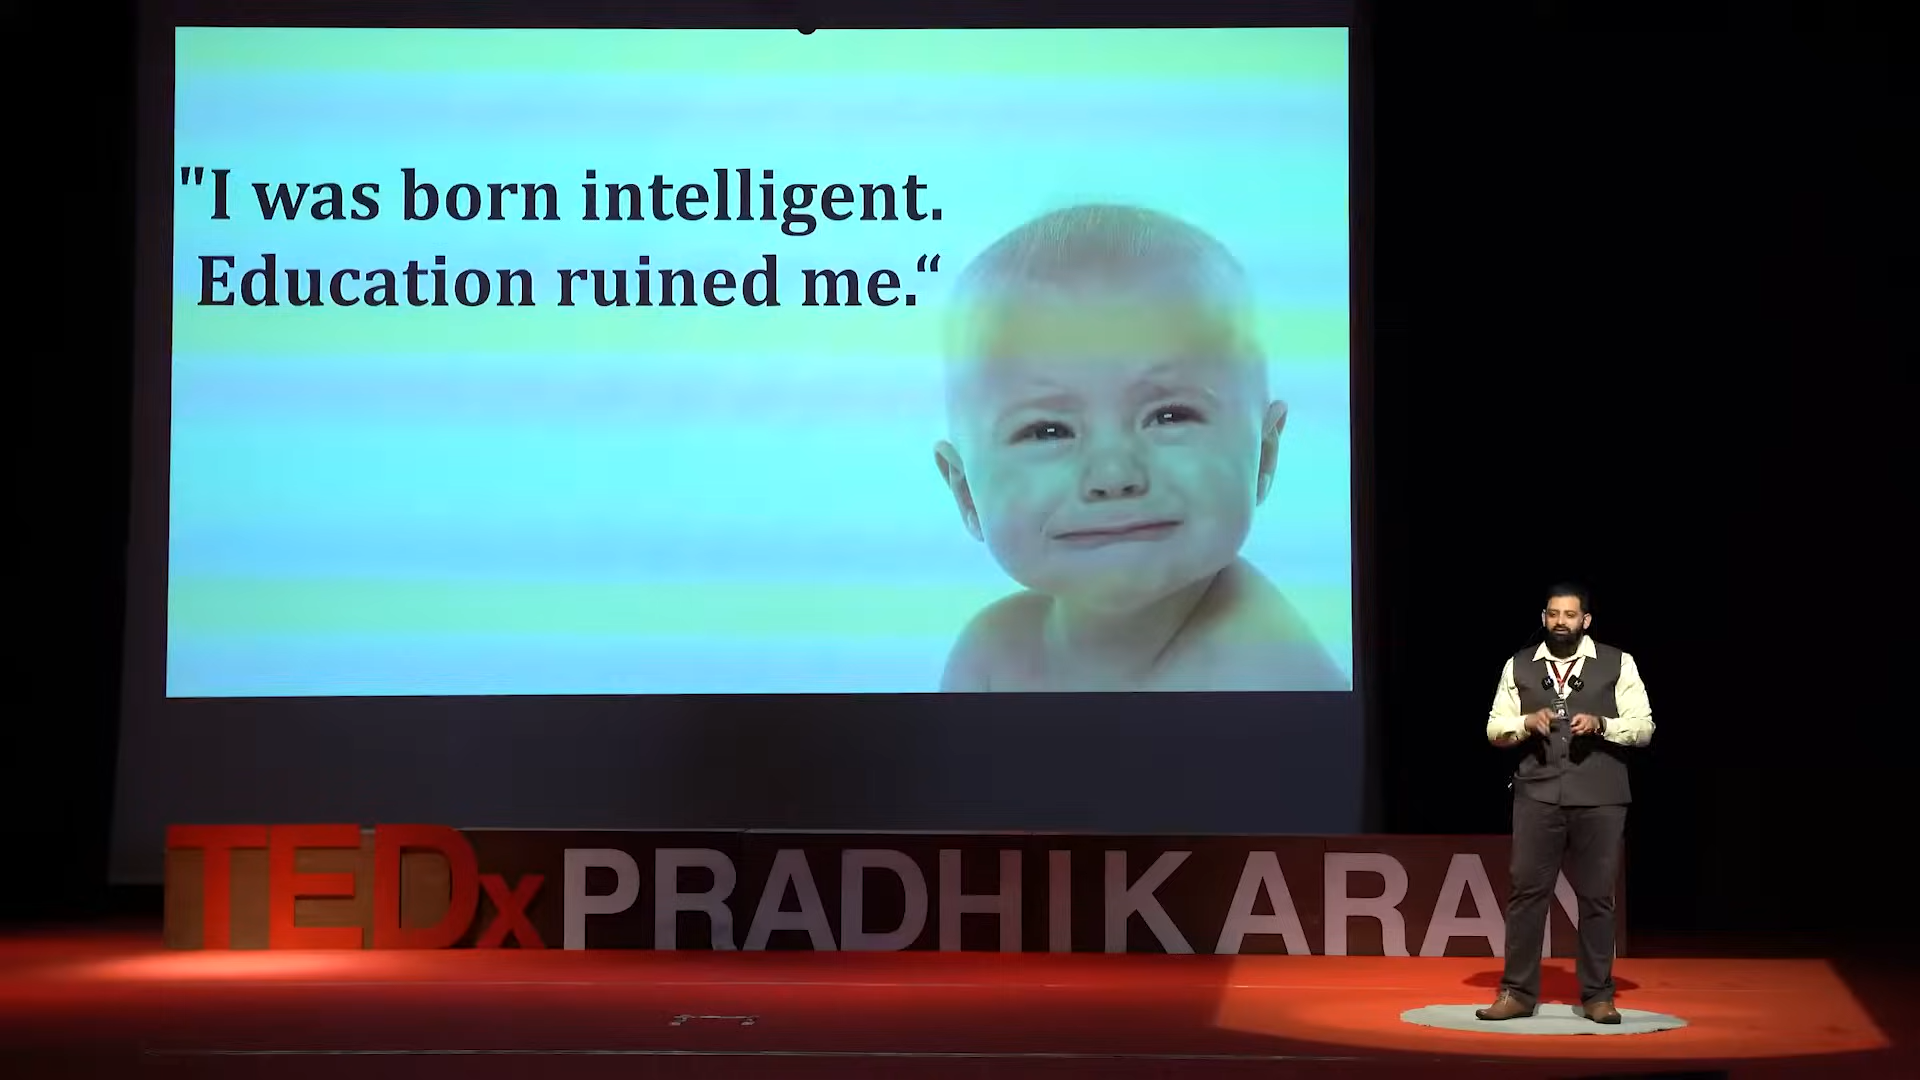 "I was born intelligent.
Education ruined me.“
TEDx PRADHIKARAN